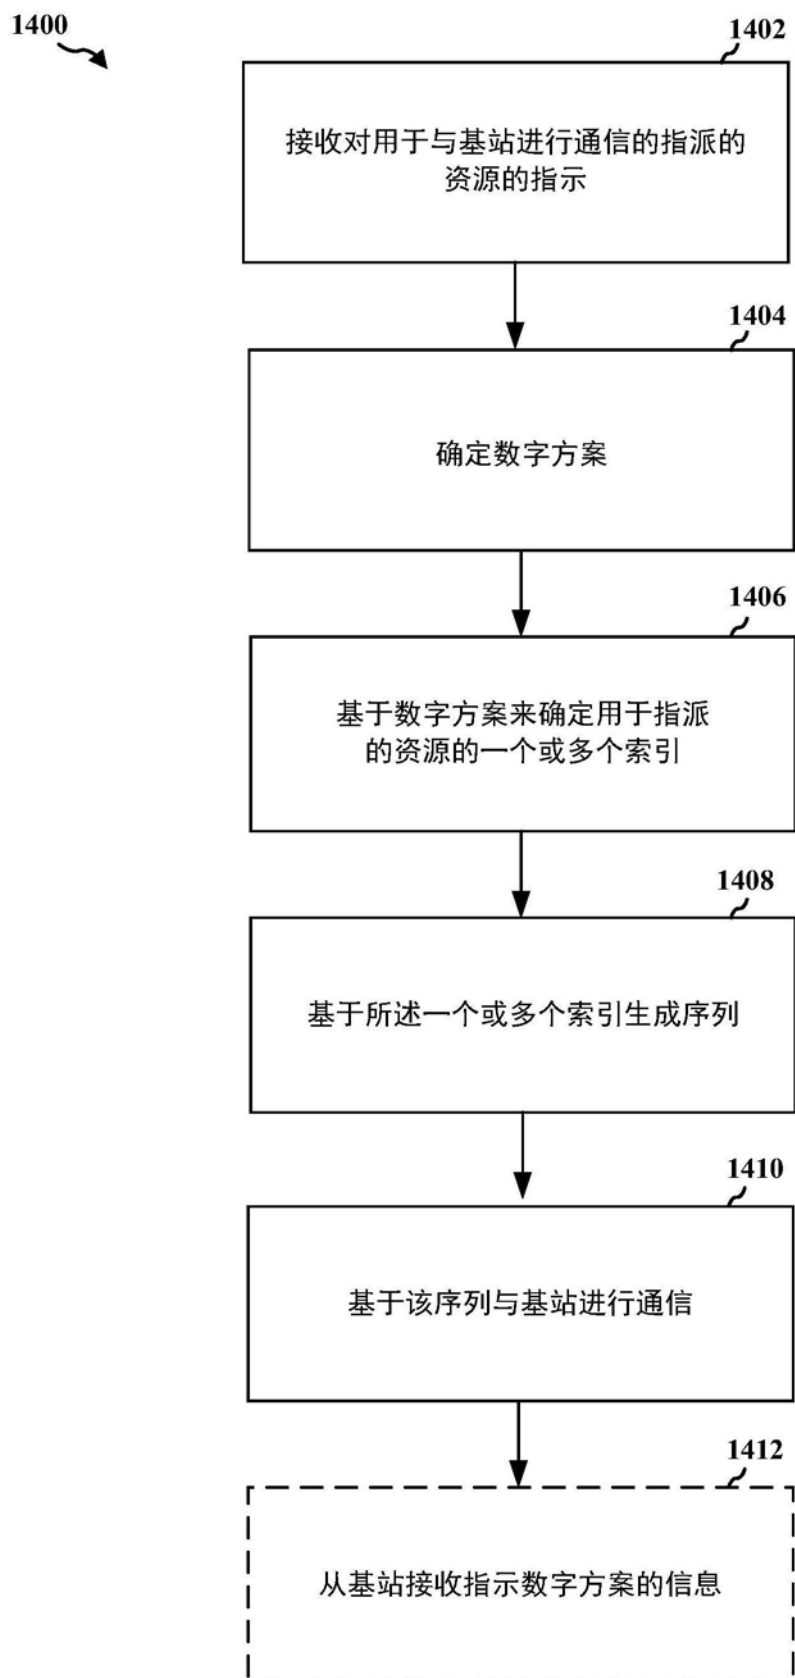 1400
1402
接收对用于与基站进行通信的指派的
资源的指示
1404
确定数字方案
1406
基于数字方案来确定用于指派
的资源的一个或多个索引
1408
基于所述一个或多个索引生成序列
1410
基于该序列与基站进行通信
1412
从基站接收指示数字方案的信息